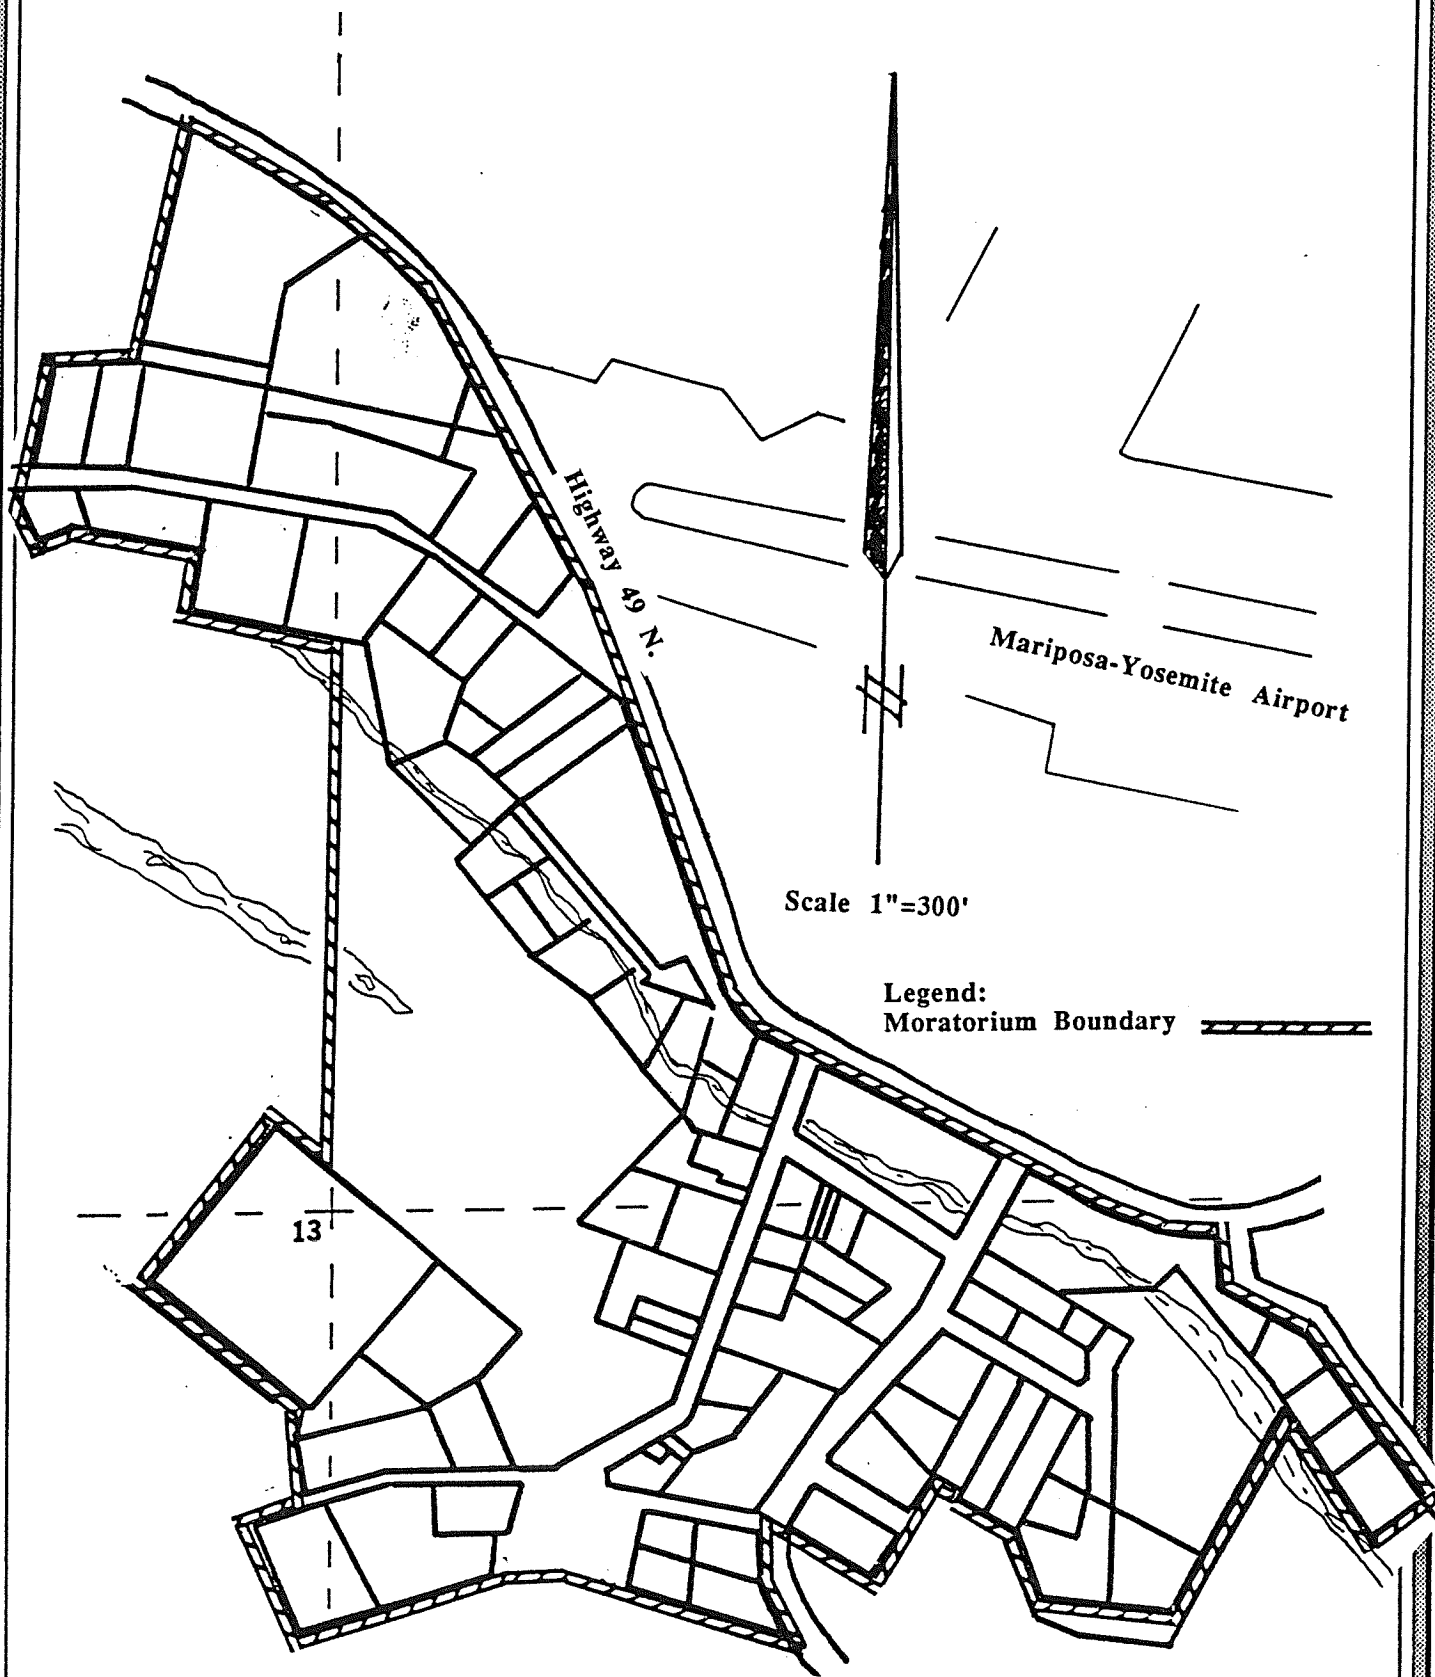 Highway 49 N.
Mariposa-Yosemite Airport
Scale 1"=300'
Legend:
Moratorium Boundary
13